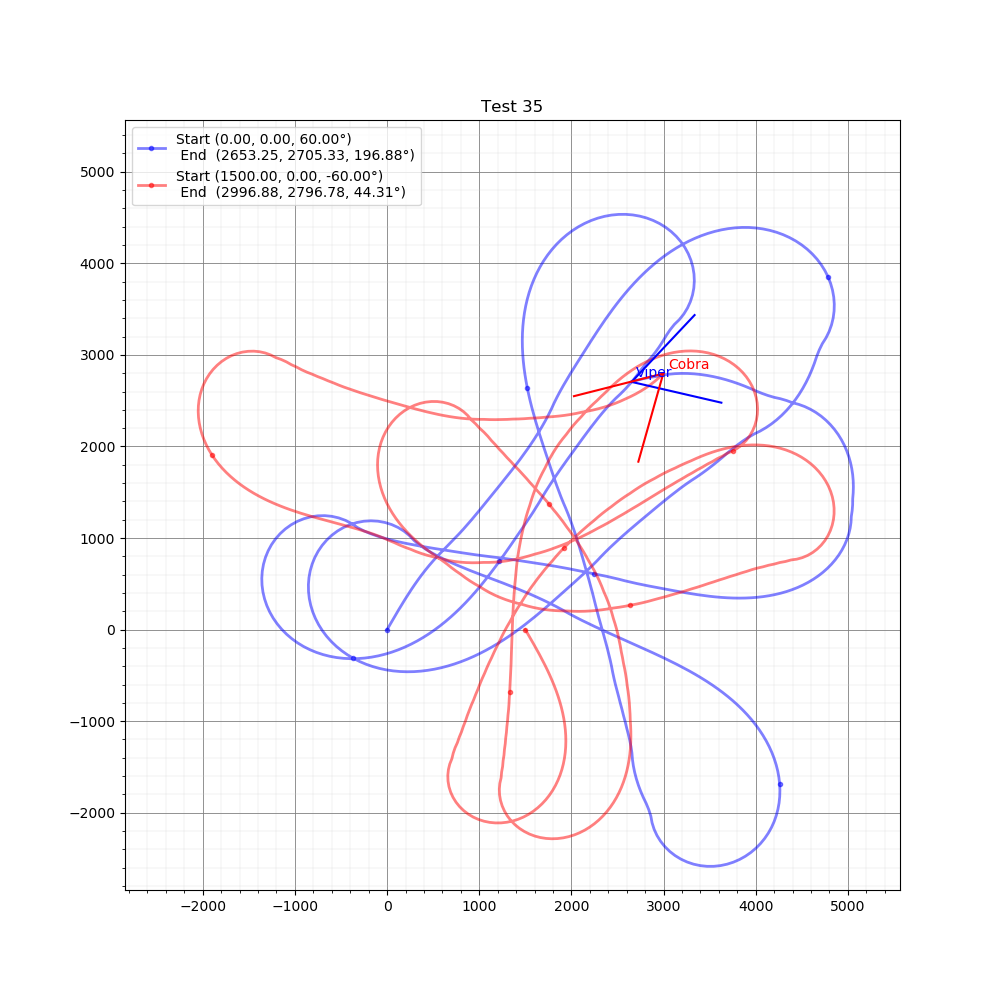 Test 35
Start (0.00, 0.00, 60.00°)
End (2653.25, 2705.33, 196.88°)
Start (1500.00, 0.00, -60.00°)
End (2996.88, 2796.78, 44.31°)
5000
4000
3000
2000
1000
0
−1000
−2000
Cobra
Viper
−2000 −1000 0 1000 2000 3000 4000 5000